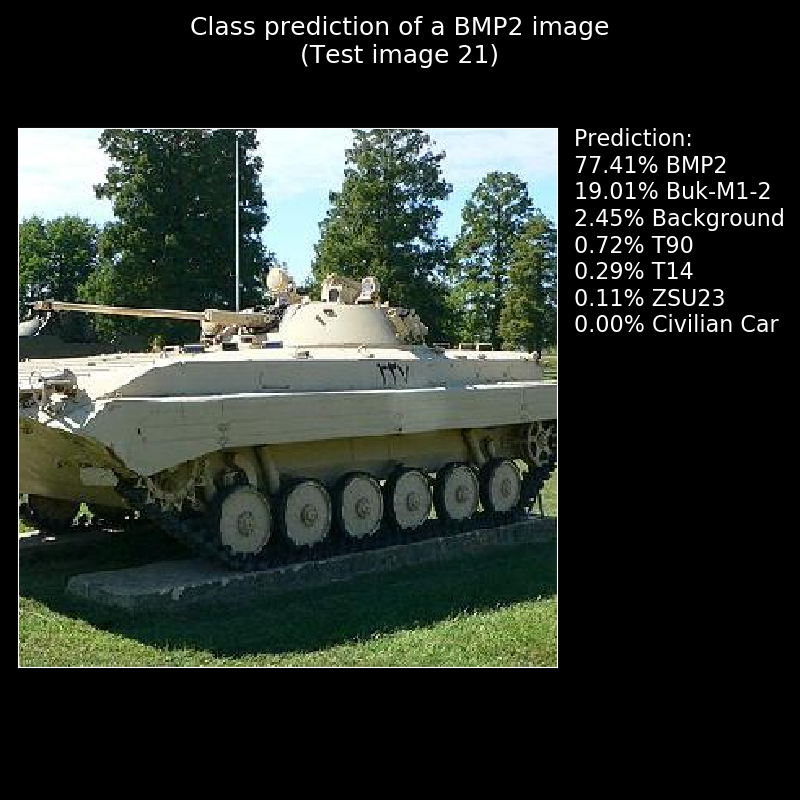 Class prediction of a BMP2 image
(Test image 21)
Prediction:
77.41% BMP2
19.01% Buk-M1-2
2.45% Background
0.72% T90
0.29% T14
0.11% ZSU23
0.00% Civilian Car
٢٣٧